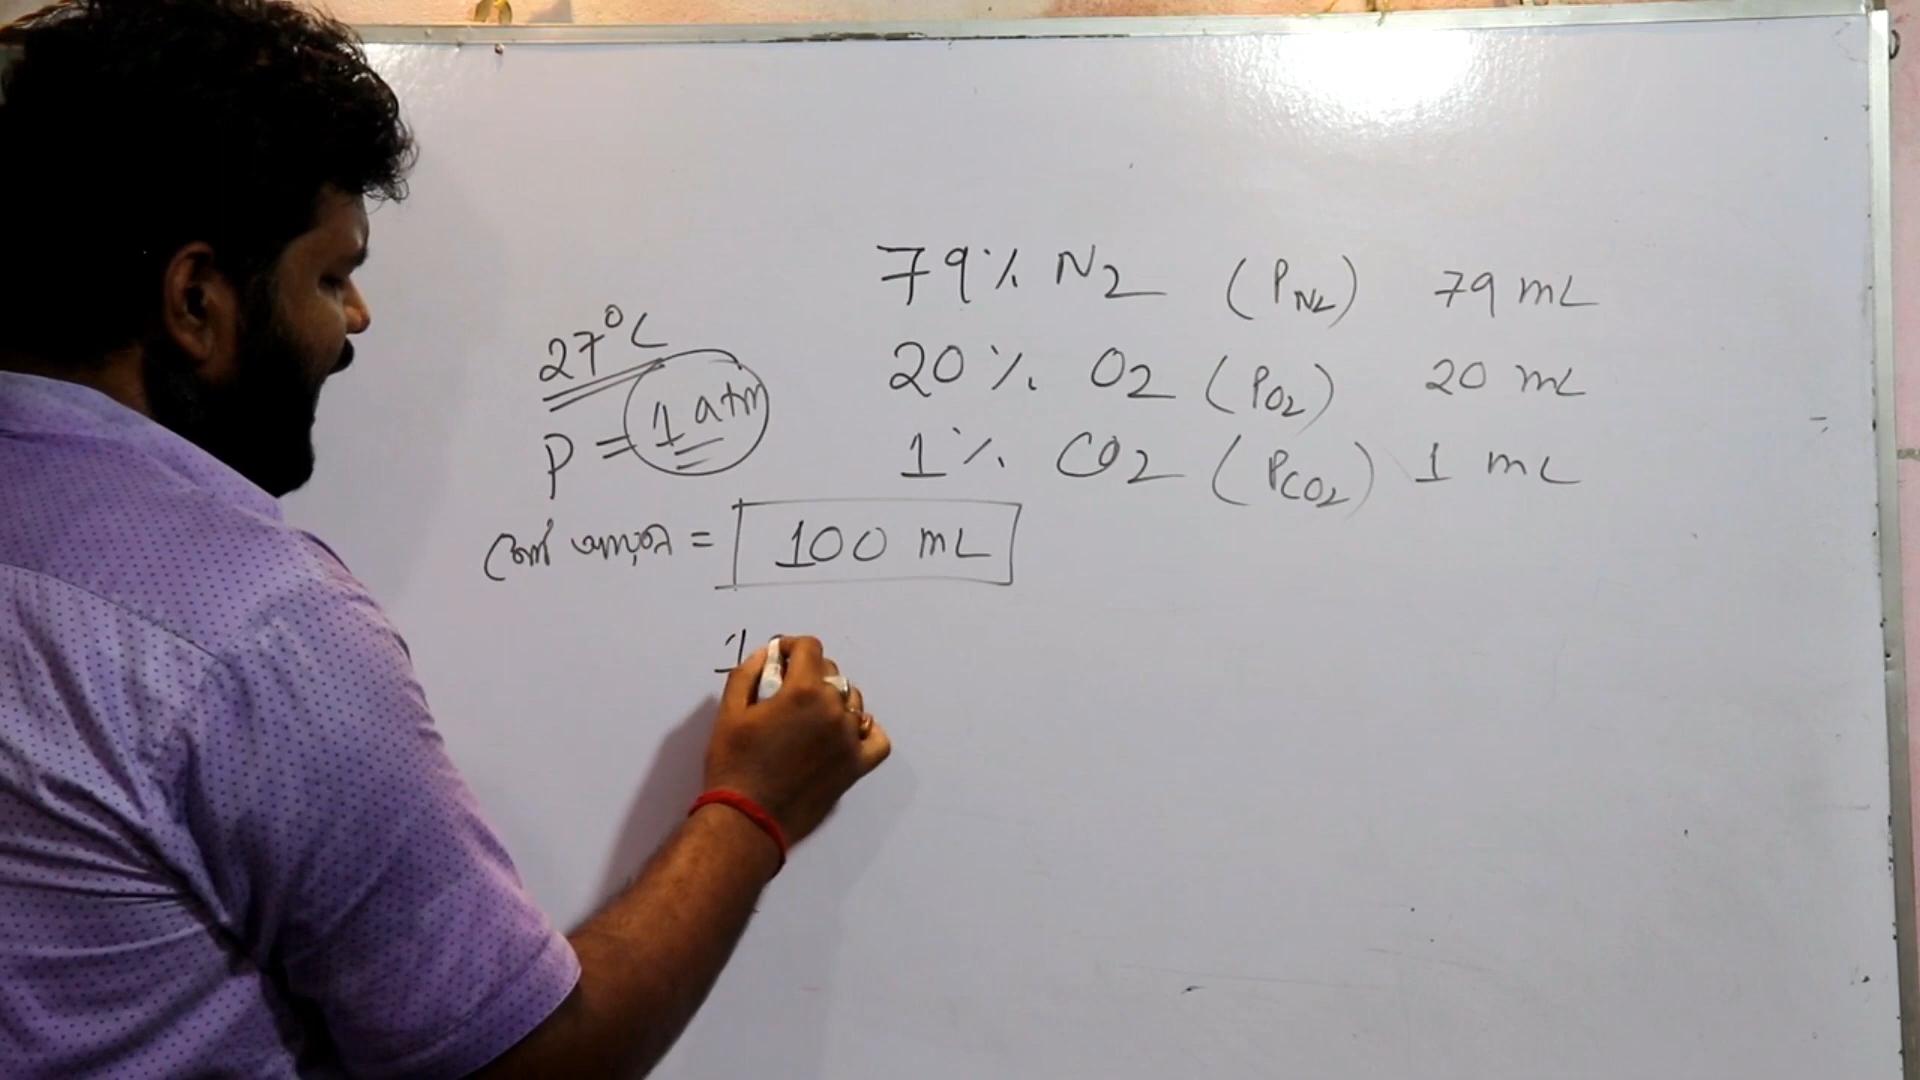 79% N2 (PN2) 79 mL
27°C
20% O2 (PO2) 20 mL
P = 1 atm
1% CO2 (PCO2) 1 mL
মোট আয়তন = 100 mL
1